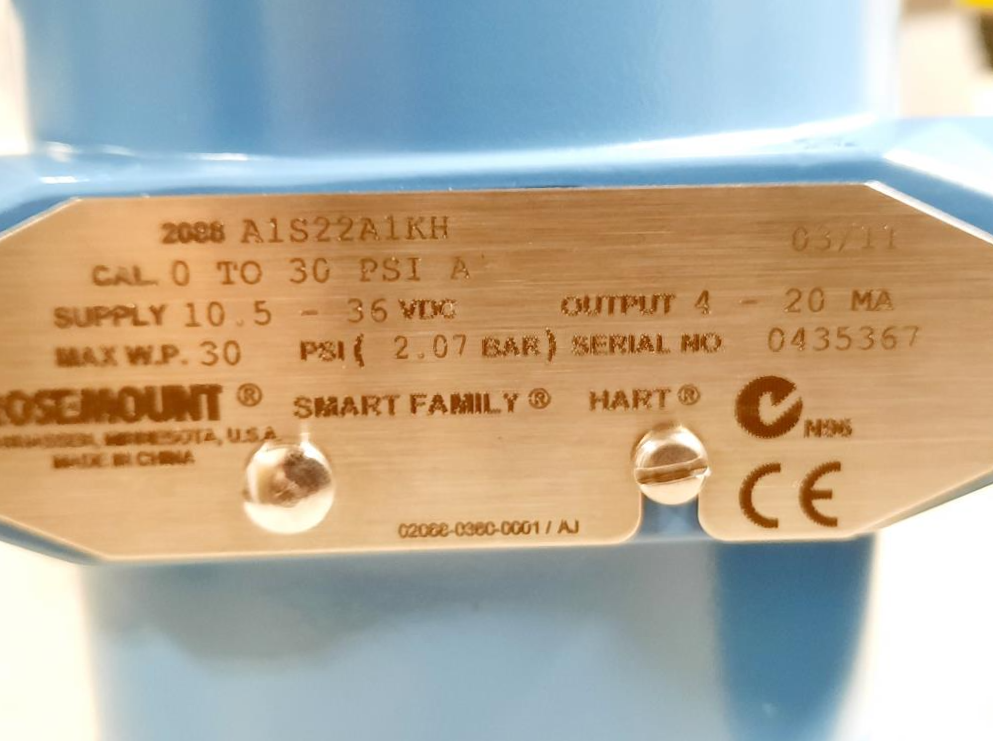 2088 A1S22A1KH 03/11
CAL. 0 TO 30 PSI A
SUPPLY 10.5 - 36 VDC OUTPUT 4 - 20 MA
MAX W.P. 30 PSI ( 2.07 BAR) SERIAL NO 0435367
ROSEMOUNT® SMART FAMILY® HART® N96
MINNESOTA, U.S.A.
MADE IN CHINA CE
02088-0360-0001 / AJ